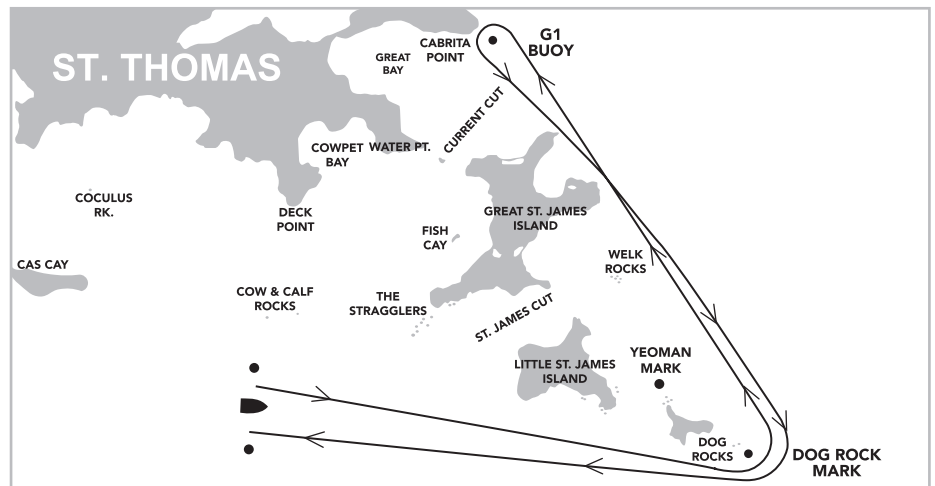 G1
BUOY
CABRITA
POINT
GREAT
BAY
ST. THOMAS
CURRENT CUT
COWPET WATER PT.
BAY
COCULUS
RK.
DECK
POINT
GREAT ST. JAMES
ISLAND
FISH
CAY
WELK
ROCKS
CAS CAY
COW & CALF
ROCKS
THE
STRAGGLERS
ST. JAMES CUT
YEOMAN
MARK
LITTLE ST. JAMES
ISLAND
DOG
ROCKS
DOG ROCK
MARK